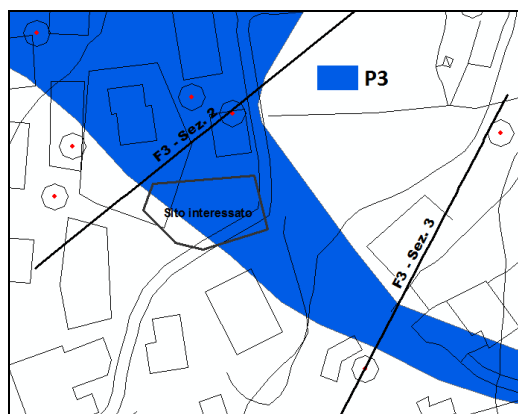 P3
F3 - Sez. 2
Sito Interessato
F3 - Sez. 3